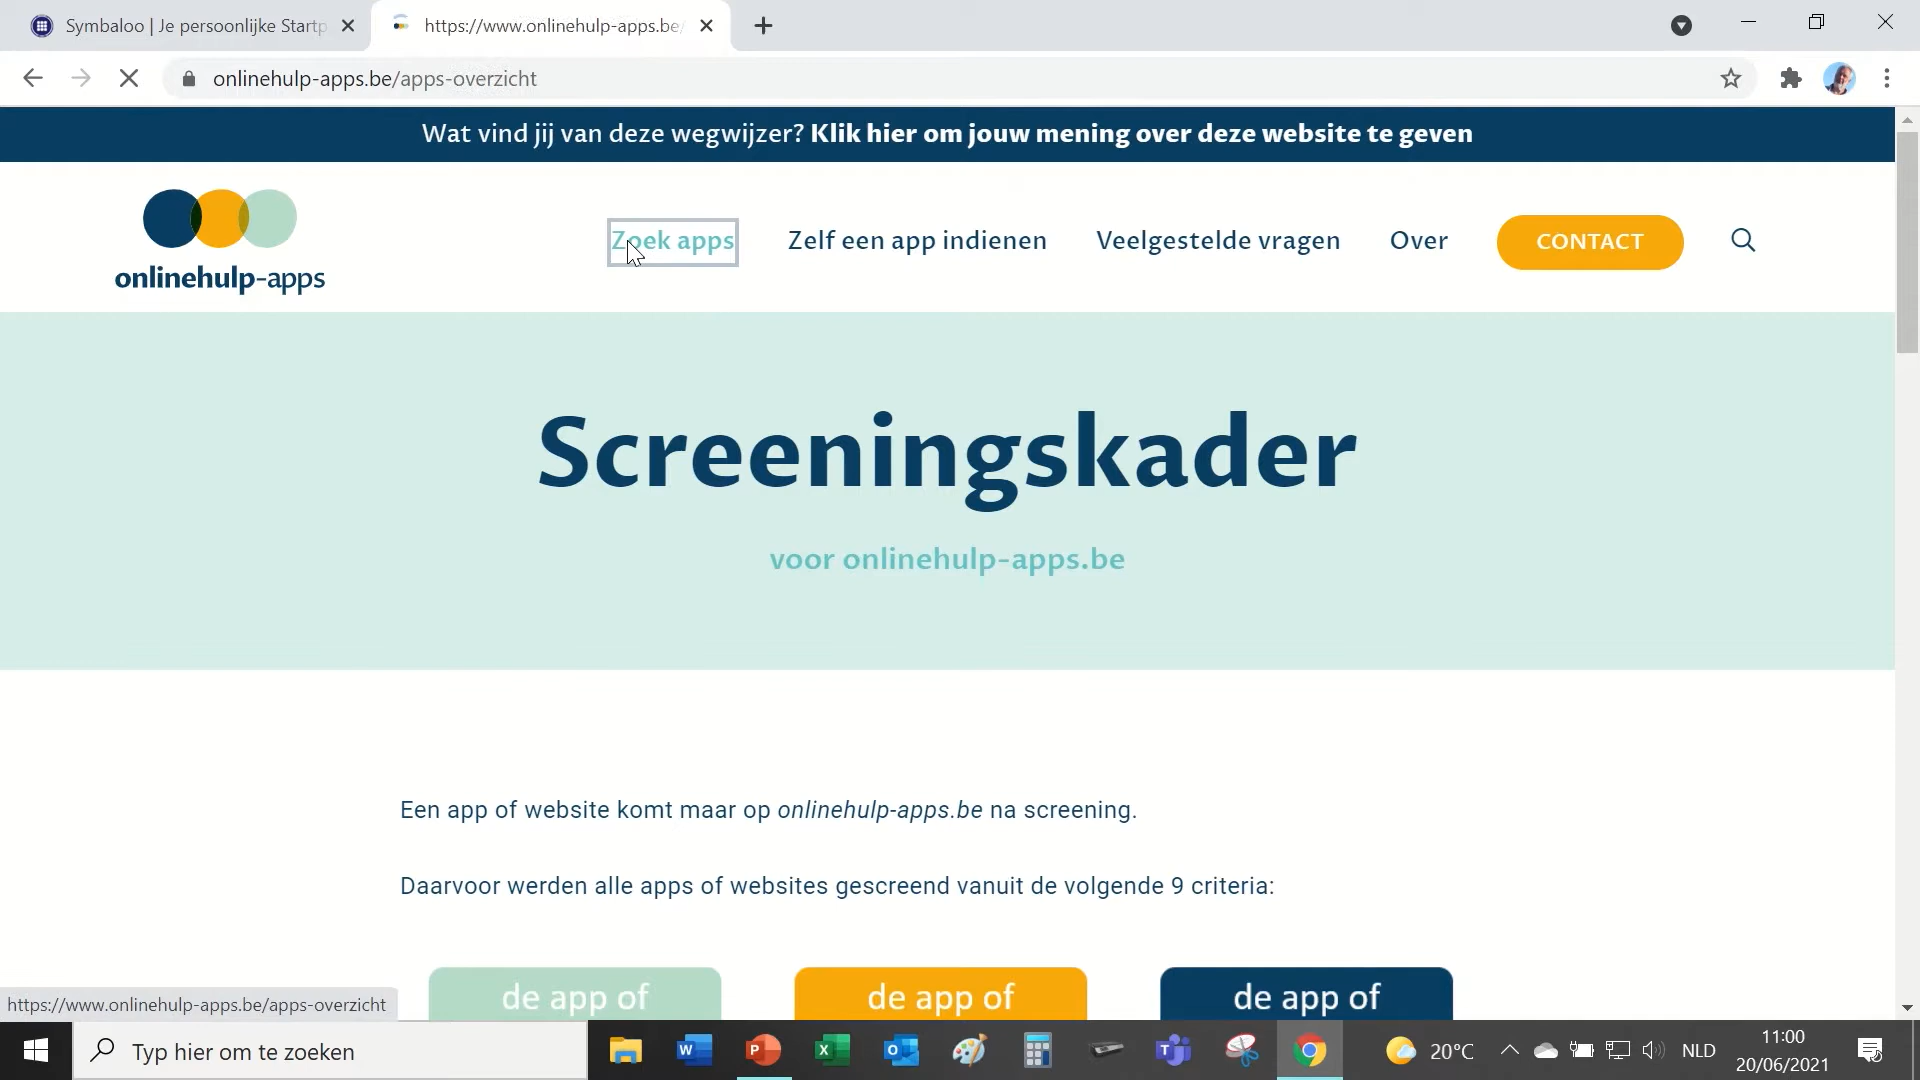 Symbaloo | Je persoonlijke Startp
https://www.onlinehulp-apps.be/
onlinehulp-apps.be/apps-overzicht
Wat vind jij van deze wegwijzer? Klik hier om jouw mening over deze website te geven
onlinehulp-apps
Zoek apps
Zelf een app indienen
Veelgestelde vragen
Over
CONTACT
Screeningskader
voor onlinehulp-apps.be
Een app of website komt maar op onlinehulp-apps.be na screening.
Daarvoor werden alle apps of websites gescreend vanuit de volgende 9 criteria:
de app of
de app of
de app of
https://www.onlinehulp-apps.be/apps-overzicht
Typ hier om te zoeken
20°C
NLD
11:00
20/06/2021